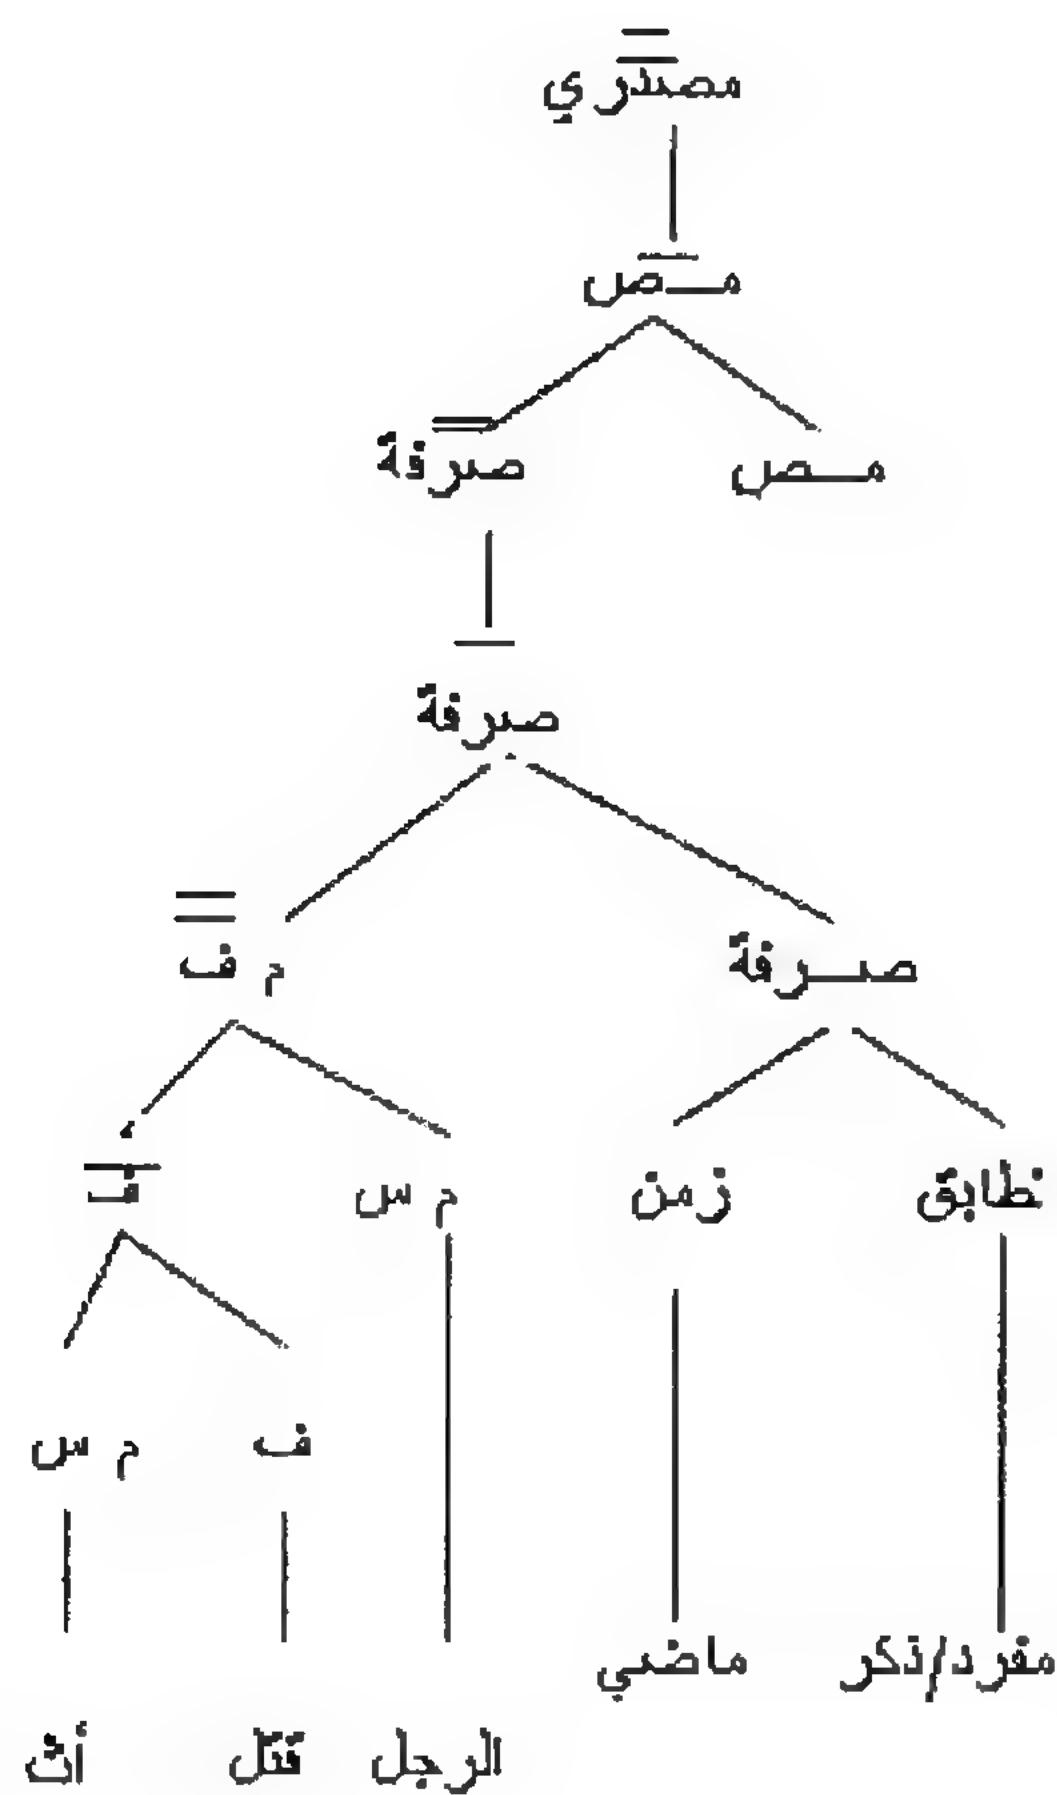 مصدري
مص
صرفة مص
صرفة
صرفة م ف
تطابق زمن م س ف
ف م س
مفرد/ذكر ماضي
الرجل قتل أث